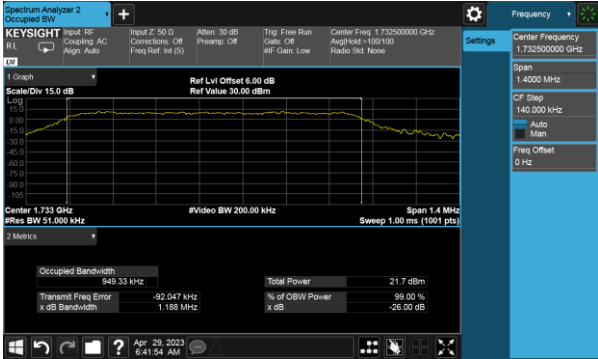 Spectrum Analyzer 2
Occupied BW
+
Frequency
KEYSIGHT
RL
LXI
Input: RF
Coupling: AC
Align: Auto
Input Z: 50 Ω
Corrections: Off
Freq Ref: Int (S)
Atten: 30 dB
Preamp: Off
Trig: Free Run
Gate: Off
#IF Gain: Low
Center Freq: 1.732500000 GHz
Avg|Hold:>100/100
Radio Std: None
Settings
Center Frequency
1.732500000 GHz
Span
1.4000 MHz
CF Step
140.000 kHz
Auto
Man
Freq Offset
0 Hz
1 Graph
Scale/Div 15.0 dB
Ref Lvl Offset 6.00 dB
Ref Value 30.00 dBm
Log
15.0
0.00
-15.0
-30.0
-45.0
-60.0
-75.0
-90.0
-105
Center 1.733 GHz
#Video BW 200.00 kHz
Span 1.4 MHz
#Res BW 51.000 kHz
Sweep 1.00 ms (1001 pts)
2 Metrics
Occupied Bandwidth
949.33 kHz
Total Power
21.7 dBm
Transmit Freq Error
-92.047 kHz
% of OBW Power
99.00 %
x dB Bandwidth
1.188 MHz
x dB
-26.00 dB
?
Apr 29, 2023
6:41:54 AM